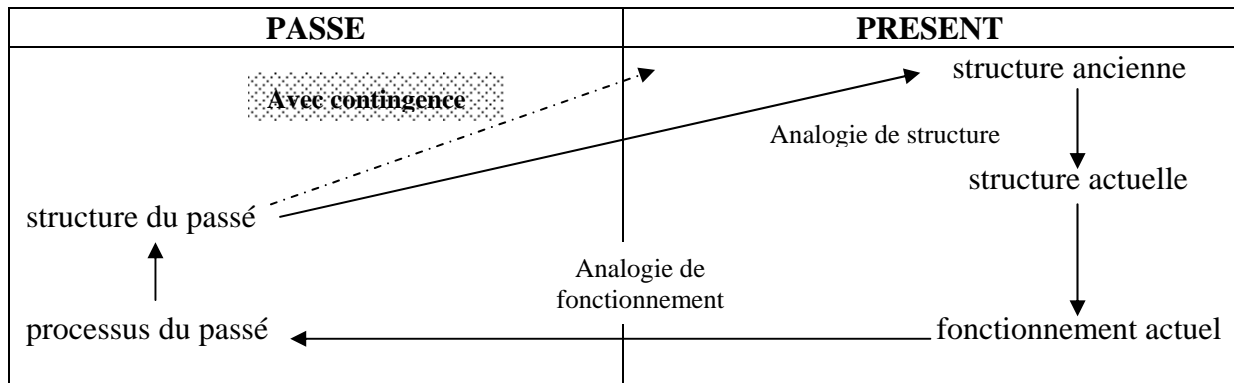 PASSE
PRESENT
Avec contingence
structure ancienne
Analogie de structure
structure actuelle
structure du passé
Analogie de
fonctionnement
processus du passé
fonctionnement actuel